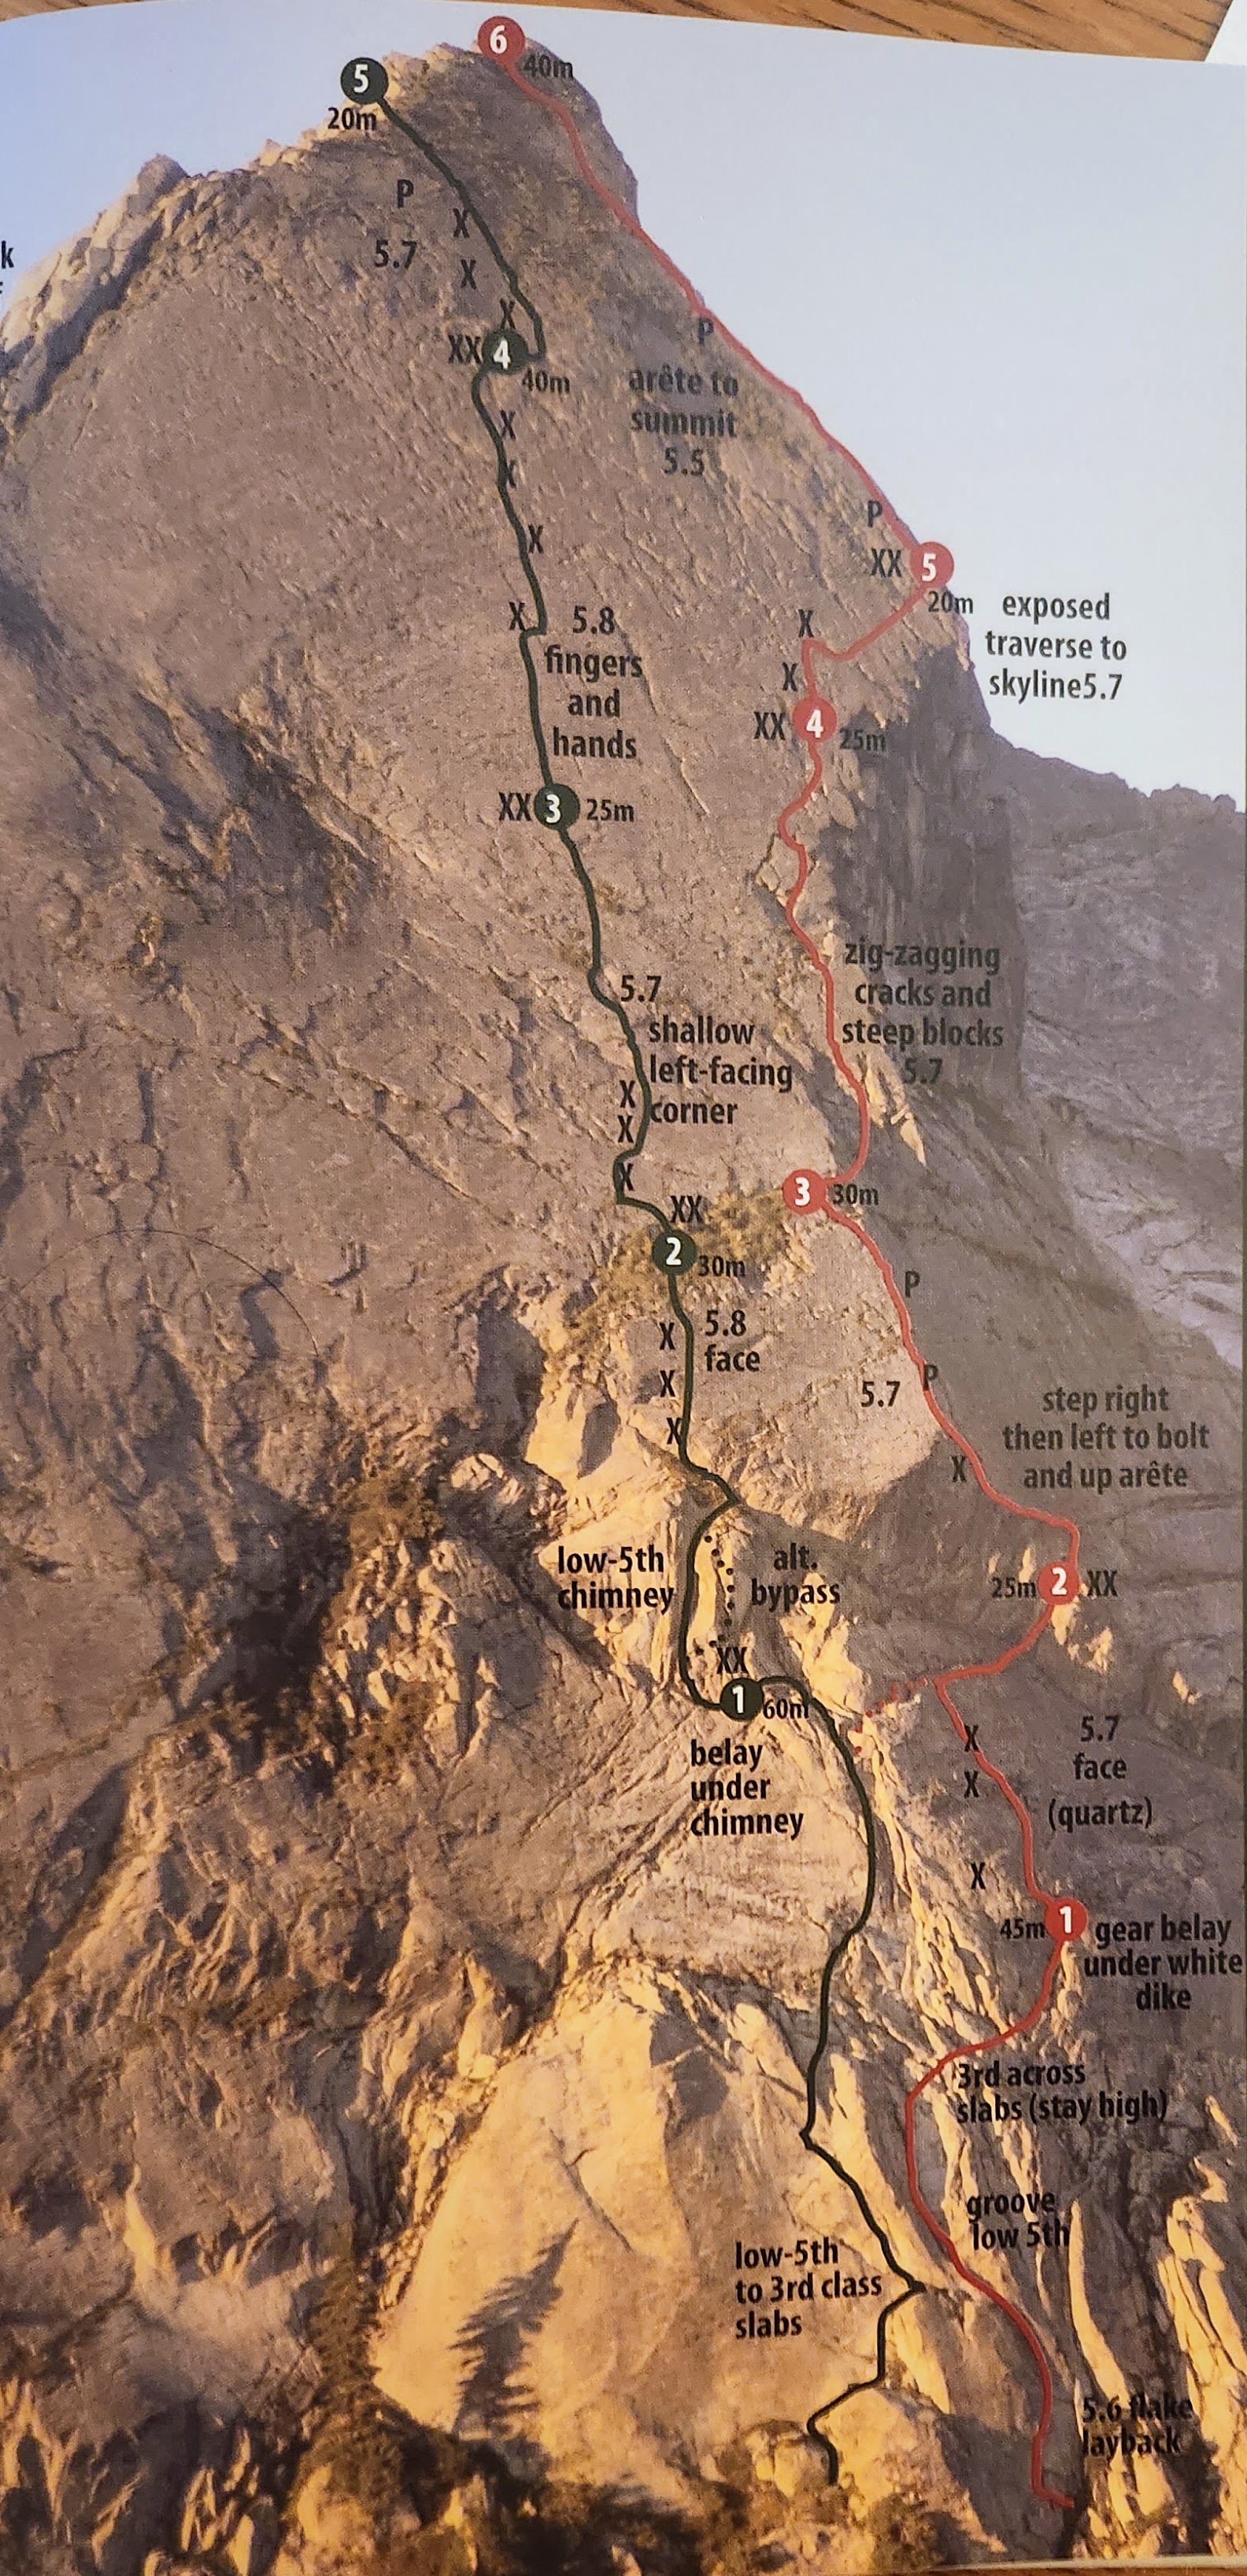 6
40m
5
20m
P
X
k
5.7
X
X
P
XX 4
40m
arête to
summit
5.5
X
X
P
X
XX 5
20m
exposed
traverse to
skyline5.7
X
X
5.8
fingers
and
hands
X
XX 4
25m
XX 3 25m
zig-zagging
cracks and
steep blocks
5.7
5.7
shallow
left-facing
corner
X
X
X
3 30m
XX
2
30m
P
X
5.8
face
X
P
5.7
X
step right
then left to bolt
and up arête
X
low-5th
chimney
alt.
bypass
25m 2 XX
XX
1 60m
belay
under
chimney
X
X
5.7
face
(quartz)
X
45m 1
gear belay
under white
dike
3rd across
slabs (stay high)
groove
low 5th
low-5th
to 3rd class
slabs
5.6 flake
layback